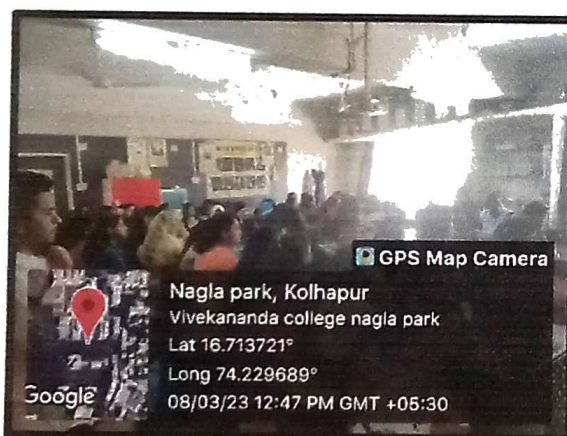 GPS Map Camera
Nagla park, Kolhapur
Vivekananda college nagla park
Lat 16.713721°
Long 74.229689°
08/03/23 12:47 PM GMT +05:30
Google